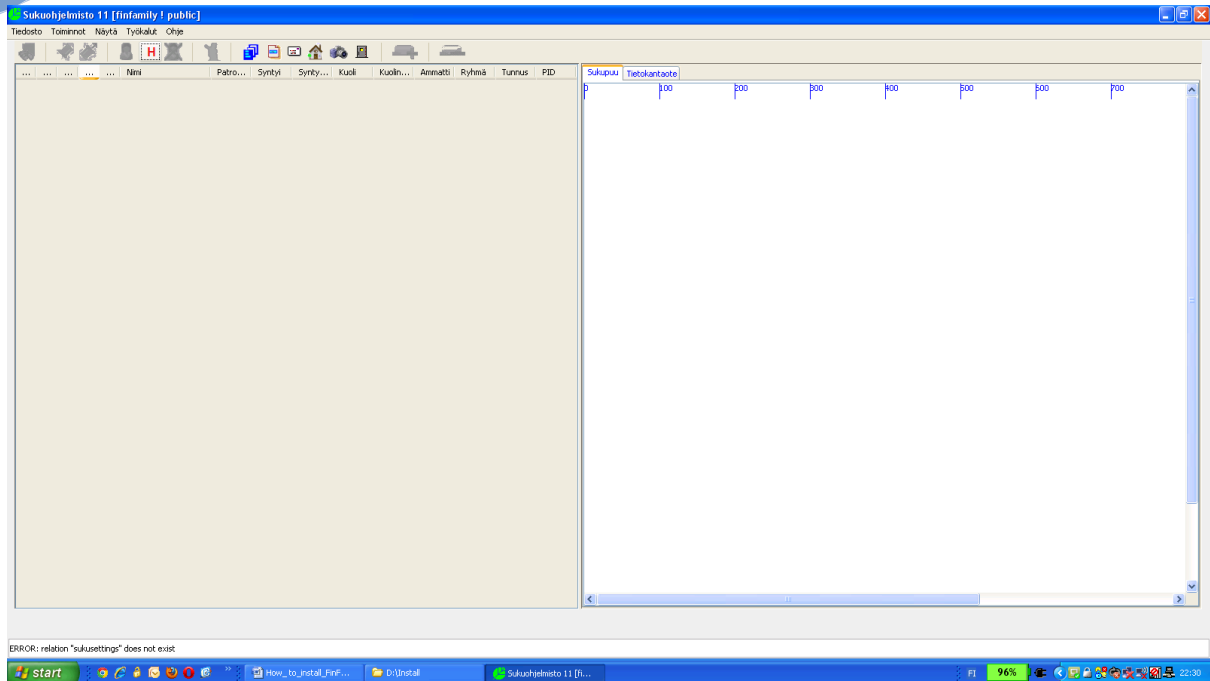 Sukuohjelmisto 11 [finfamily ! public]
Tiedosto Toiminnot Näytä Työkalut Ohje
H
... ... ... ... ... Nimi Patro... Syntyi Synty... Kuoli Kuolin... Ammatti Ryhmä Tunnus PID
Sukupuu Tietokantaote
0 100 200 300 400 500 600 700
ERROR: relation "sukusettings" does not exist
start How_to_install_FinF... D:\Install Sukuohjelmisto 11 [fi... FI 96% 22:30